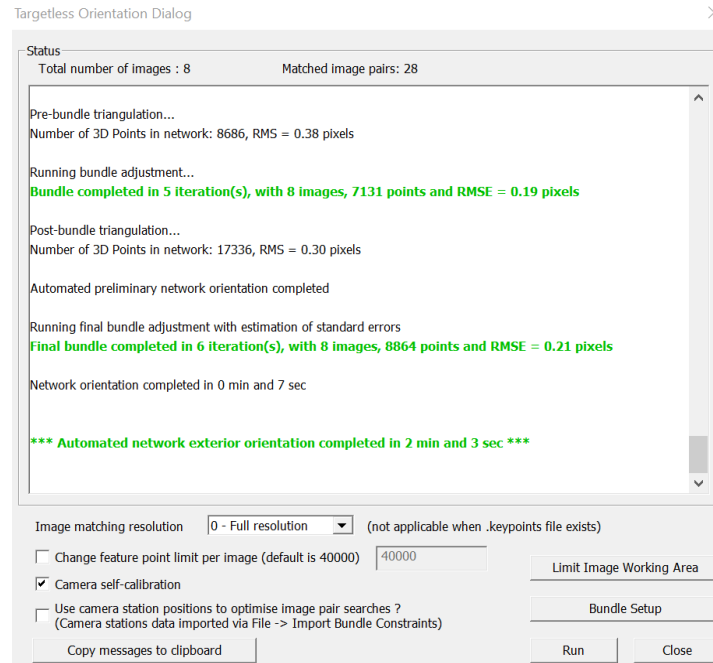 Targetless Orientation Dialog
Status
Total number of images : 8 Matched image pairs: 28
Pre-bundle triangulation...
Number of 3D Points in network: 8686, RMS = 0.38 pixels
Running bundle adjustment...
Bundle completed in 5 iteration(s), with 8 images, 7131 points and RMSE = 0.19 pixels
Post-bundle triangulation...
Number of 3D Points in network: 17336, RMS = 0.30 pixels
Automated preliminary network orientation completed
Running final bundle adjustment with estimation of standard errors
Final bundle completed in 6 iteration(s), with 8 images, 8864 points and RMSE = 0.21 pixels
Network orientation completed in 0 min and 7 sec
*** Automated network exterior orientation completed in 2 min and 3 sec ***
Image matching resolution 0 - Full resolution (not applicable when .keypoints file exists)
Change feature point limit per image (default is 40000) 40000
Limit Image Working Area
Camera self-calibration
Use camera station positions to optimise image pair searches ?
(Camera stations data imported via File -> Import Bundle Constraints)
Bundle Setup
Copy messages to clipboard Run Close